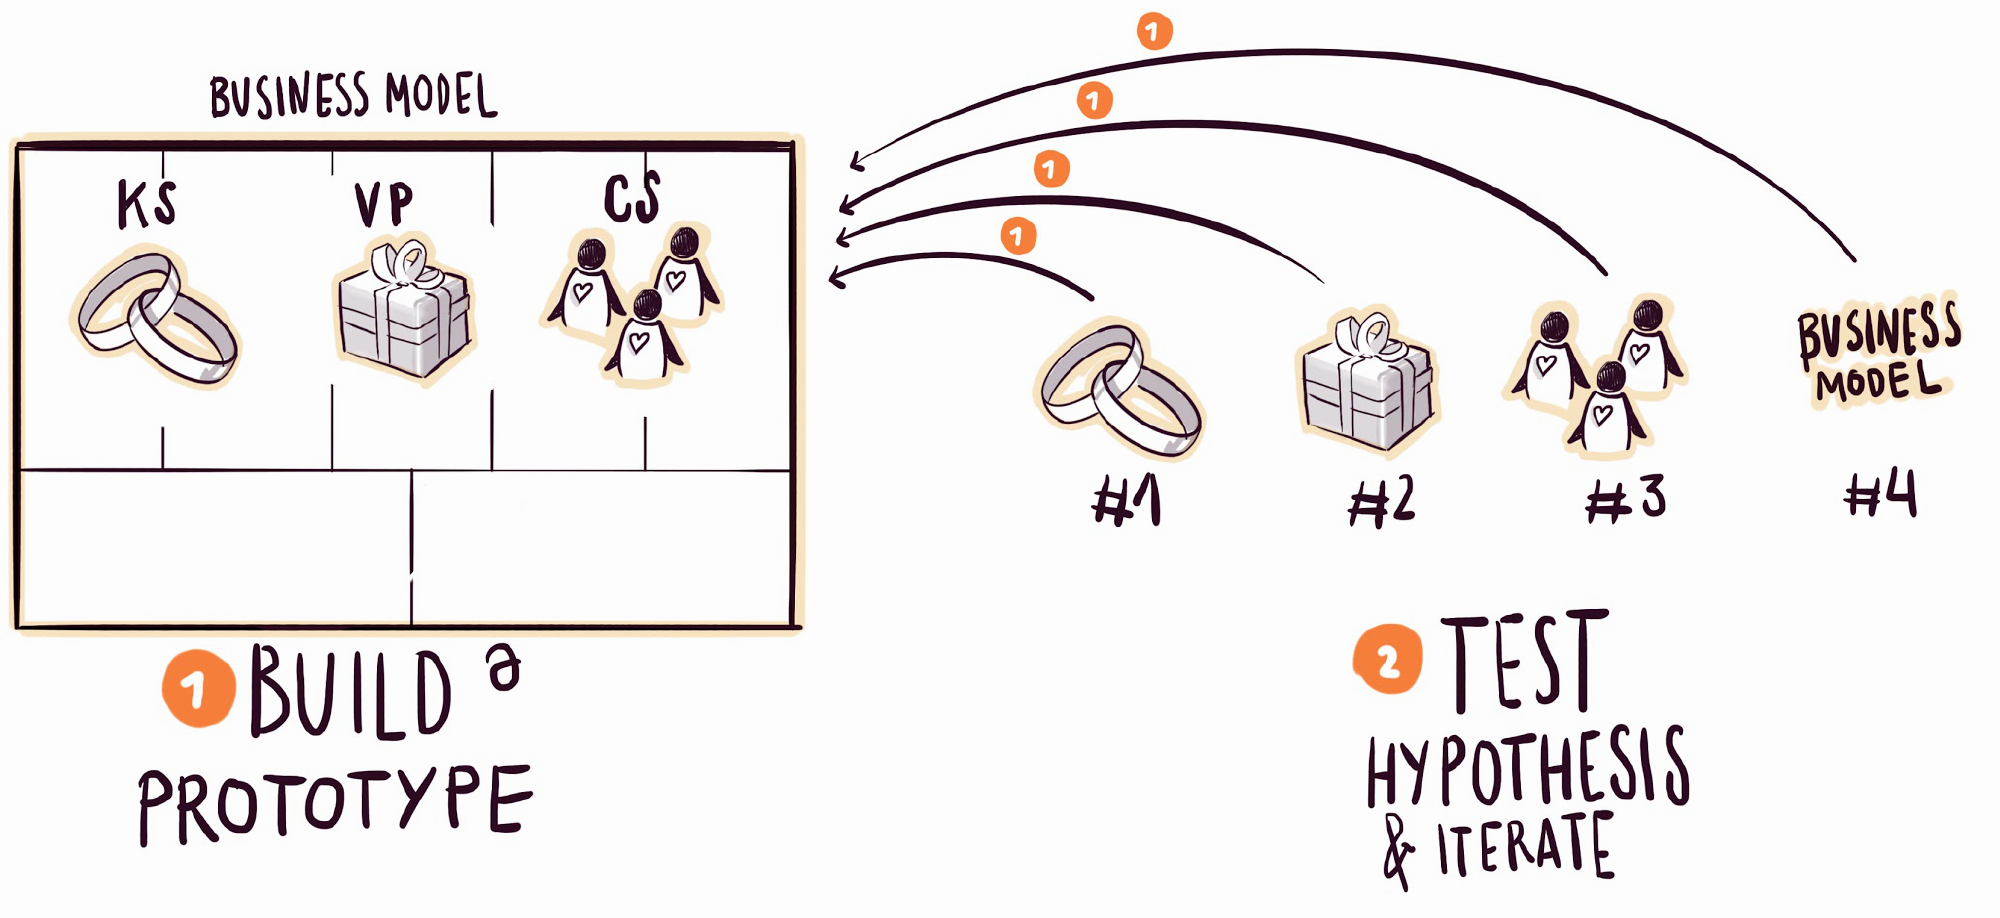 BUSINESS MODEL
KS
VP
CS
1
1
1
1
#1
#2
#3
BUSINESS
MODEL
#4
1 BUILD a
PROTOTYPE
2 TEST
HYPOTHESIS
& ITERATE